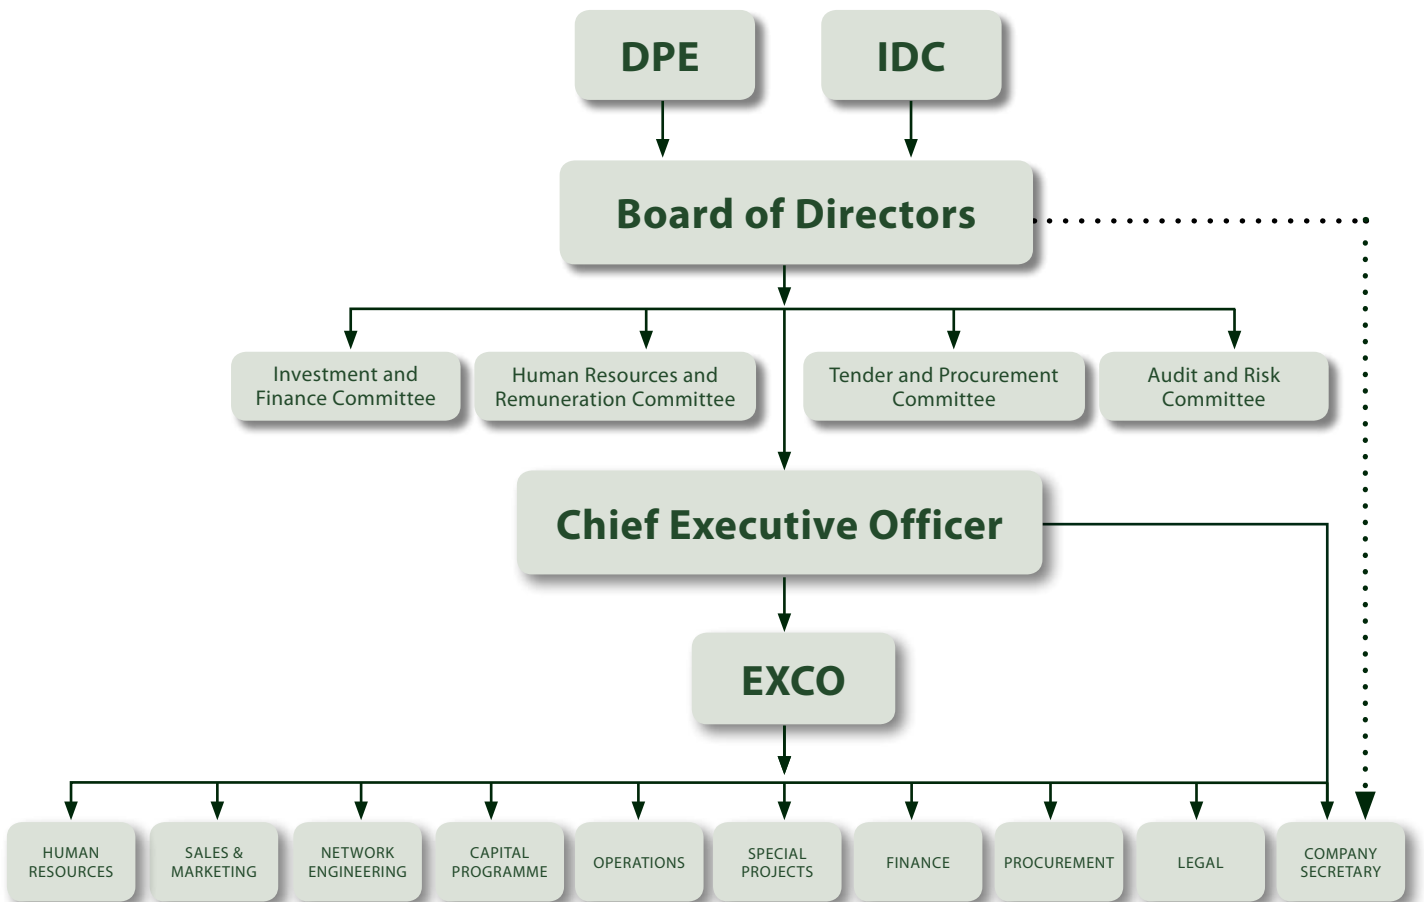 DPE
IDC
Board of Directors
Investment and
Finance Committee
Human Resources and
Remuneration Committee
Tender and Procurement
Committee
Audit and Risk
Committee
Chief Executive Officer
EXCO
HUMAN
RESOURCES
SALES &
MARKETING
NETWORK
ENGINEERING
CAPITAL
PROGRAMME
OPERATIONS
SPECIAL
PROJECTS
FINANCE
PROCUREMENT
LEGAL
COMPANY
SECRETARY